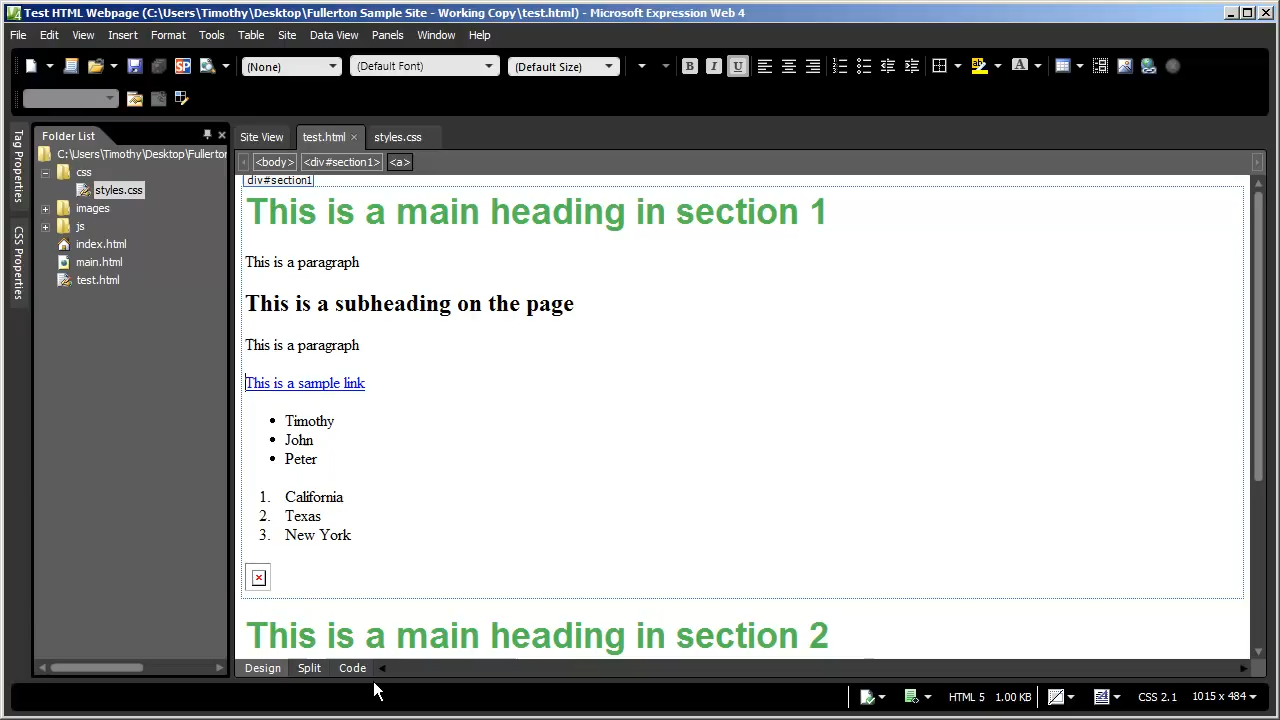 Test HTML Webpage (C:\Users\Timothy\Desktop\Fullerton Sample Site - Working Copy\test.html) - Microsoft Expression Web 4
File Edit View Insert Format Tools Table Site Data View Panels Window Help
(None) (Default Font) (Default Size) B I U ab A
Tag Properties
CSS Properties
Folder List
C:\Users\Timothy\Desktop\Fullerton
css
styles.css
images
js
index.html
main.html
test.html
Site View test.html × styles.css
<body> <div#section1> <a>
div#section1
This is a main heading in section 1
This is a paragraph
This is a subheading on the page
This is a paragraph
This is a sample link
• Timothy
• John
• Peter
1. California
2. Texas
3. New York
This is a main heading in section 2
Design Split Code
HTML 5 1.00 KB CSS 2.1 1015 x 484